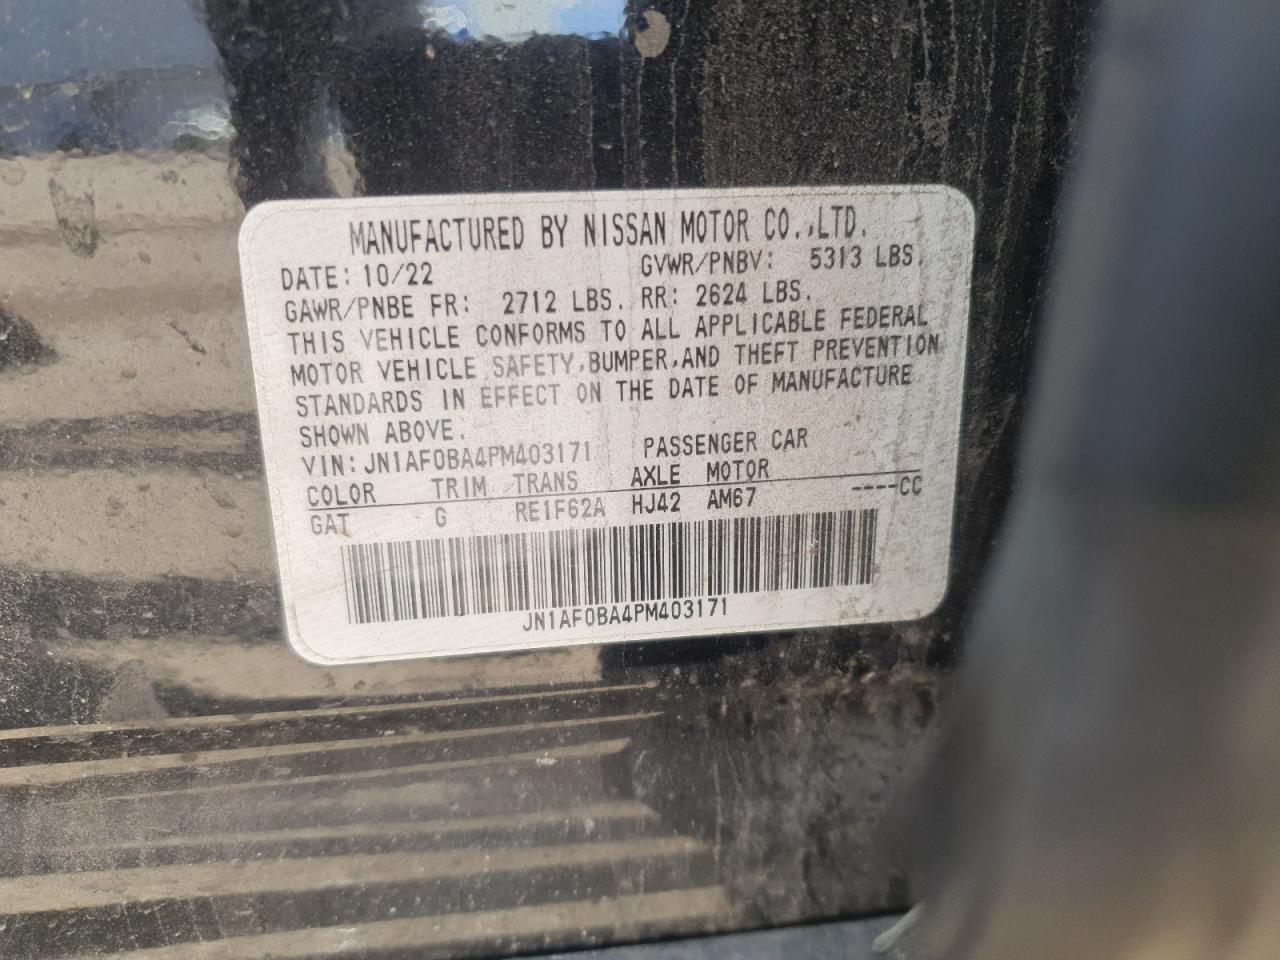 MANUFACTURED BY NISSAN MOTOR CO.,LTD.
DATE: 10/22 GVWR/PNBV: 5313 LBS.
GAWR/PNBE FR: 2712 LBS. RR: 2624 LBS.
THIS VEHICLE CONFORMS TO ALL APPLICABLE FEDERAL
MOTOR VEHICLE SAFETY,BUMPER,AND THEFT PREVENTION
STANDARDS IN EFFECT ON THE DATE OF MANUFACTURE
SHOWN ABOVE.
VIN: JN1AF0BA4PM403171 PASSENGER CAR
COLOR TRIM TRANS AXLE MOTOR
GAT G RE1F62A HJ42 AM67 ----CC
JN1AF0BA4PM403171